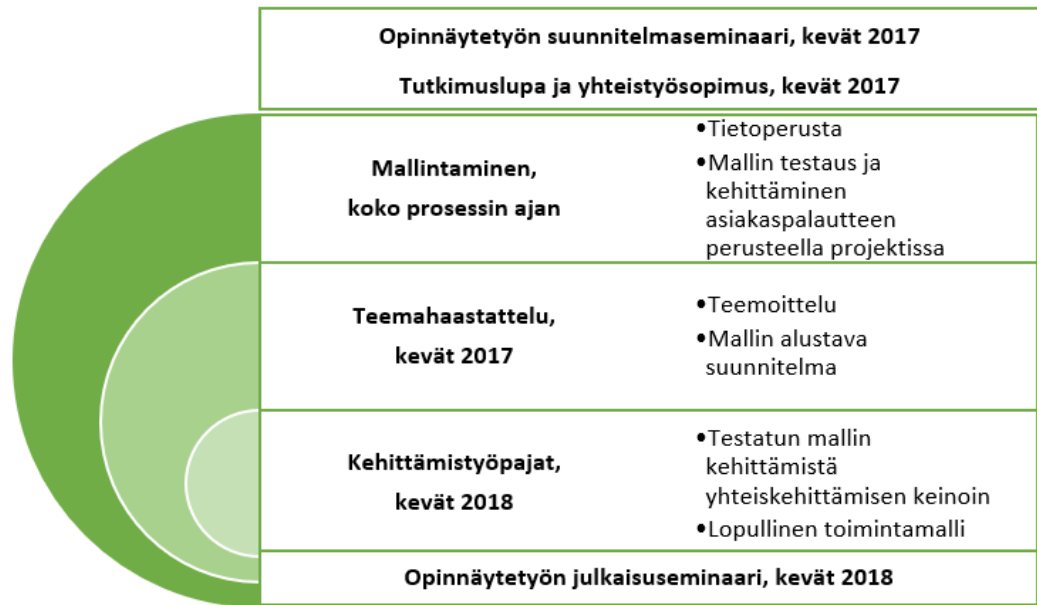 Opinnäytetyön suunnitelmaseminaari, kevät 2017
Tutkimuslupa ja yhteistyösopimus, kevät 2017
Mallintaminen,
koko prosessin ajan
•Tietoperusta
•Mallin testaus ja
kehittäminen
asiakaspalautteen
perusteella projektissa
Teemahaastattelu,
kevät 2017
•Teemoittelu
•Mallin alustava
suunnitelma
Kehittämistyöpajat,
kevät 2018
•Testatun mallin
kehittämistä
yhteiskehittämisen keinoin
•Lopullinen toimintamalli
Opinnäytetyön julkaisuseminaari, kevät 2018